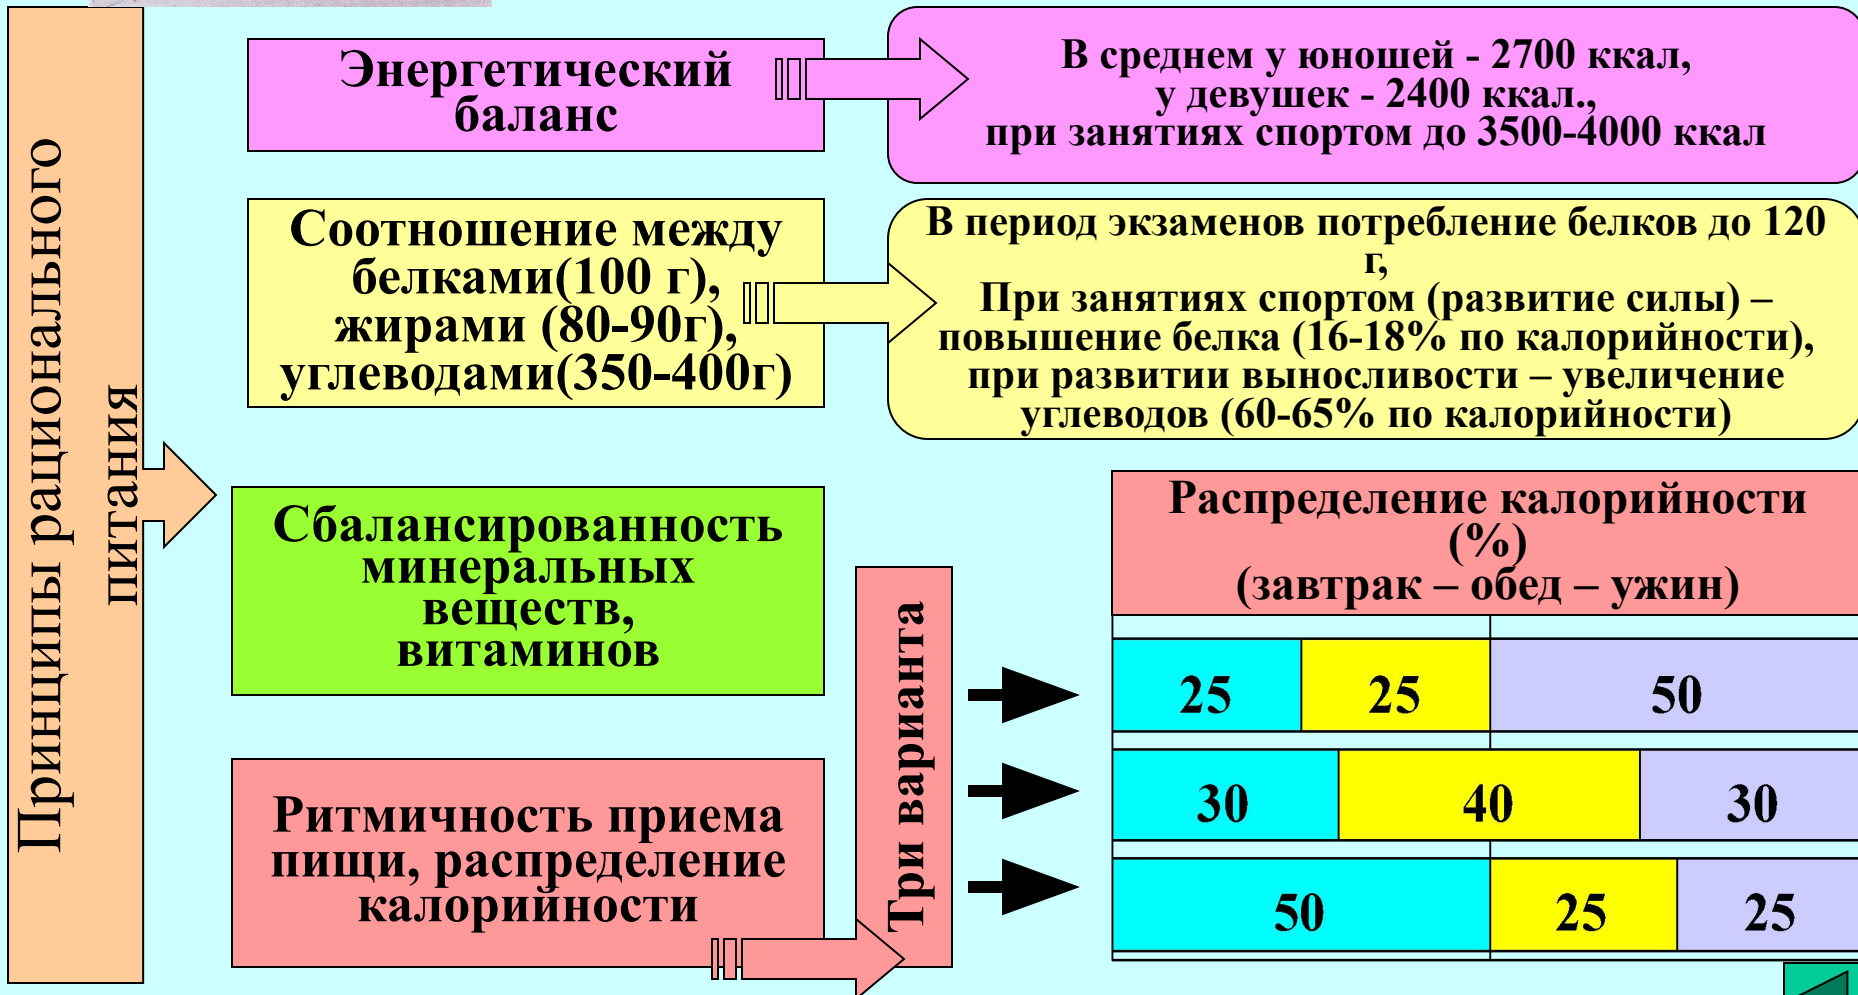 Принципы рационального
питания
Энергетический
баланс
В среднем у юношей - 2700 ккал,
у девушек - 2400 ккал.,
при занятиях спортом до 3500-4000 ккал
Соотношение между
белками(100 г),
жирами (80-90г),
углеводами(350-400г)
В период экзаменов потребление белков до 120
г,
При занятиях спортом (развитие силы) –
повышение белка (16-18% по калорийности),
при развитии выносливости – увеличение
углеводов (60-65% по калорийности)
Сбалансированность
минеральных
веществ,
витаминов
Ритмичность приема
пищи, распределение
калорийности
Три варианта
Распределение калорийности
(%)
(завтрак – обед – ужин)
25 25 50
30 40 30
50 25 25